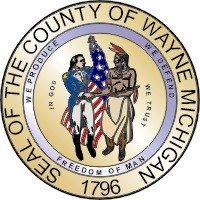 SEAL OF THE COUNTY OF WAYNE MICHIGAN
1796
WE PRODUCE
WE DEFEND
IN GOD
WE TRUST
FREEDOM OF MAN